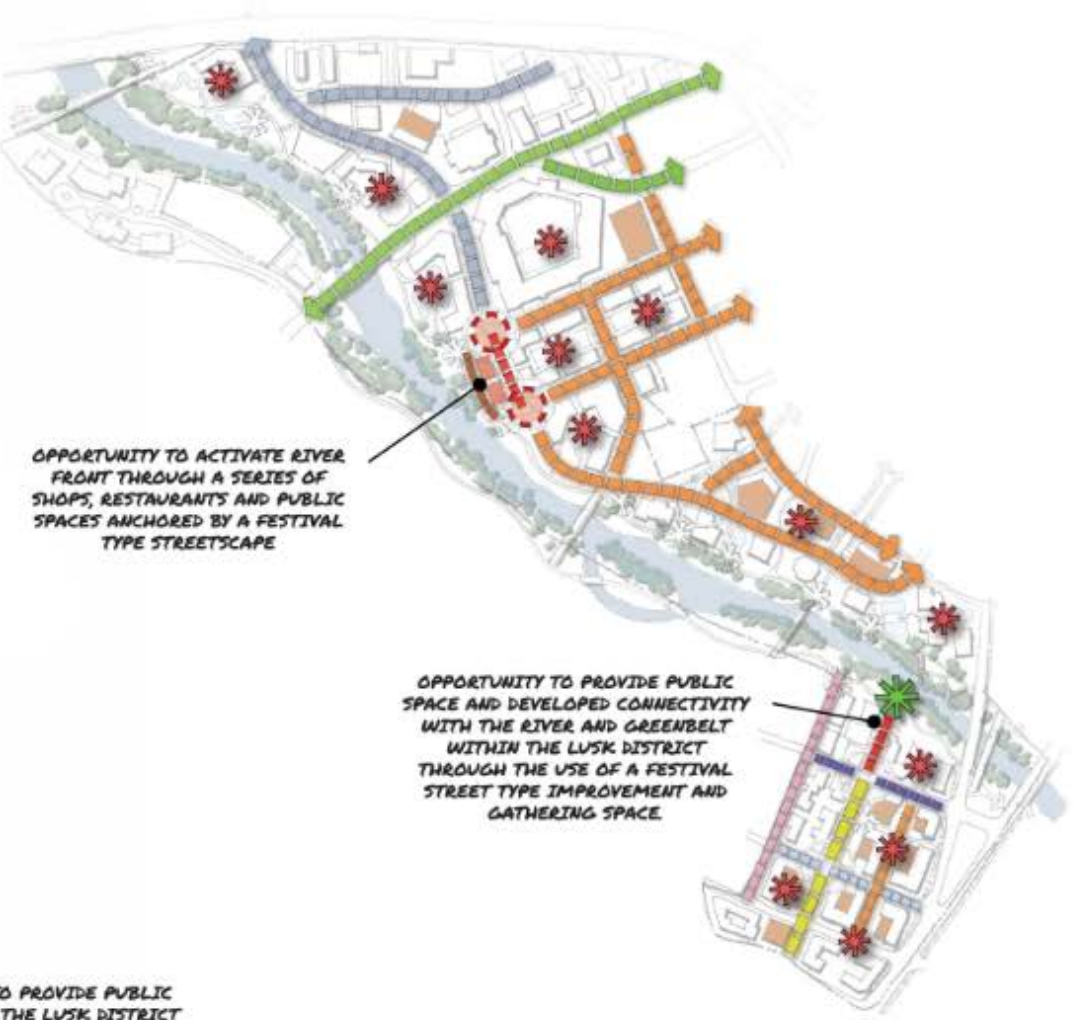 OPPORTUNITY TO ACTIVATE RIVER
FRONT THROUGH A SERIES OF
SHOPS, RESTAURANTS AND PUBLIC
SPACES ANCHORED BY A FESTIVAL
TYPE STREETSCAPE
OPPORTUNITY TO PROVIDE PUBLIC
SPACE AND DEVELOPED CONNECTIVITY
WITH THE RIVER AND GREENBELT
WITHIN THE LUSK DISTRICT
THROUGH THE USE OF A FESTIVAL
STREET TYPE IMPROVEMENT AND
GATHERING SPACE
O PROVIDE PUBLIC
THE LUSK DISTRICT